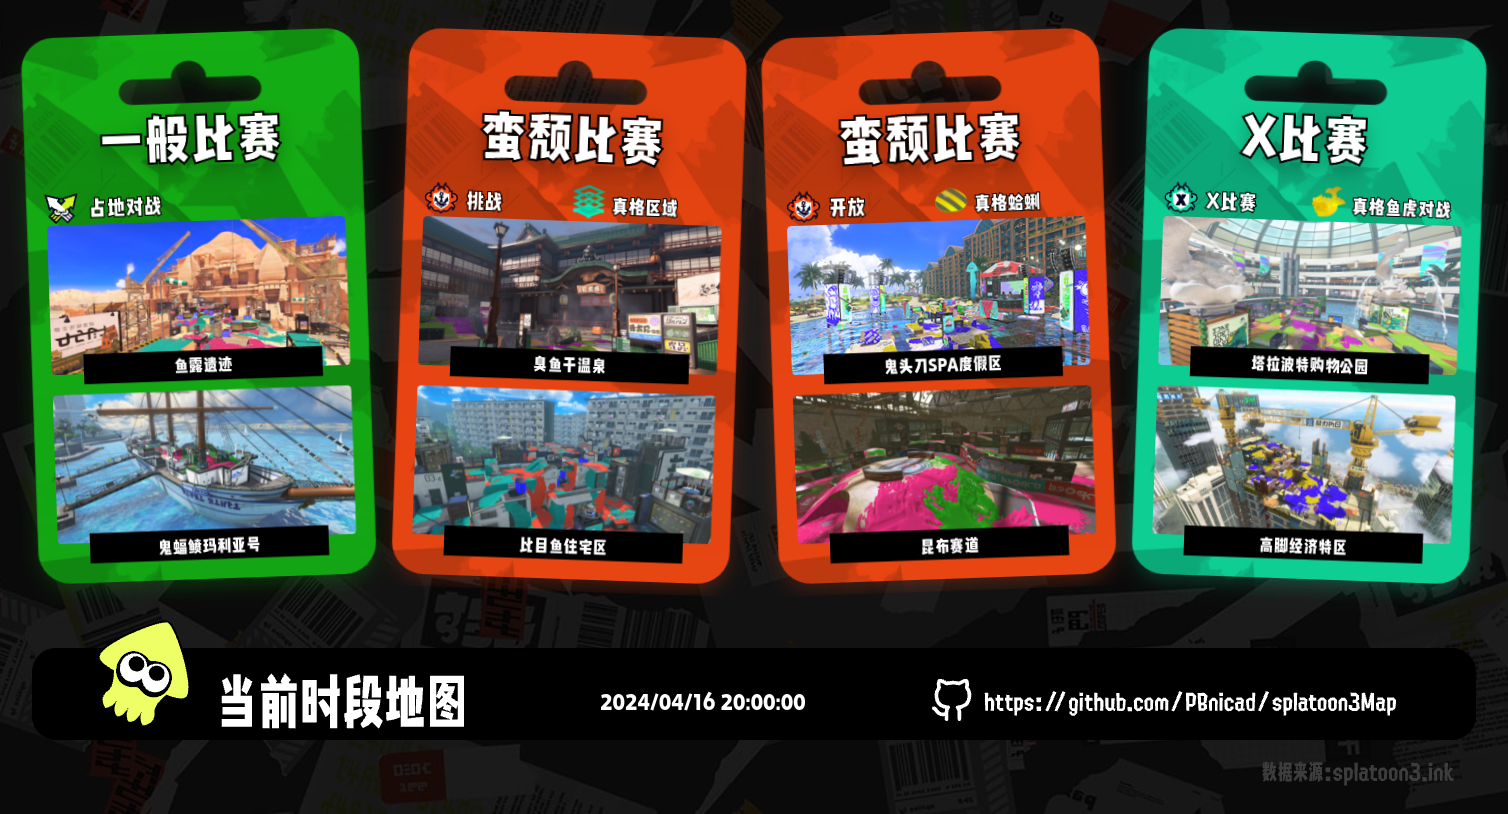 一般比赛
占地对战
鱼露遗迹
鬼蝠鲼玛利亚号
蛮颓比赛
挑战
真格区域
臭鱼干温泉
比目鱼住宅区
蛮颓比赛
开放
真格蛤蜊
鬼头刀SPA度假区
昆布赛道
X比赛
X比赛
真格鱼虎对战
塔拉波特购物公园
高脚经济特区
当前时段地图
2024/04/16 20:00:00
https://github.com/PBnicad/splatoon3Map
数据来源:splatoon3.ink